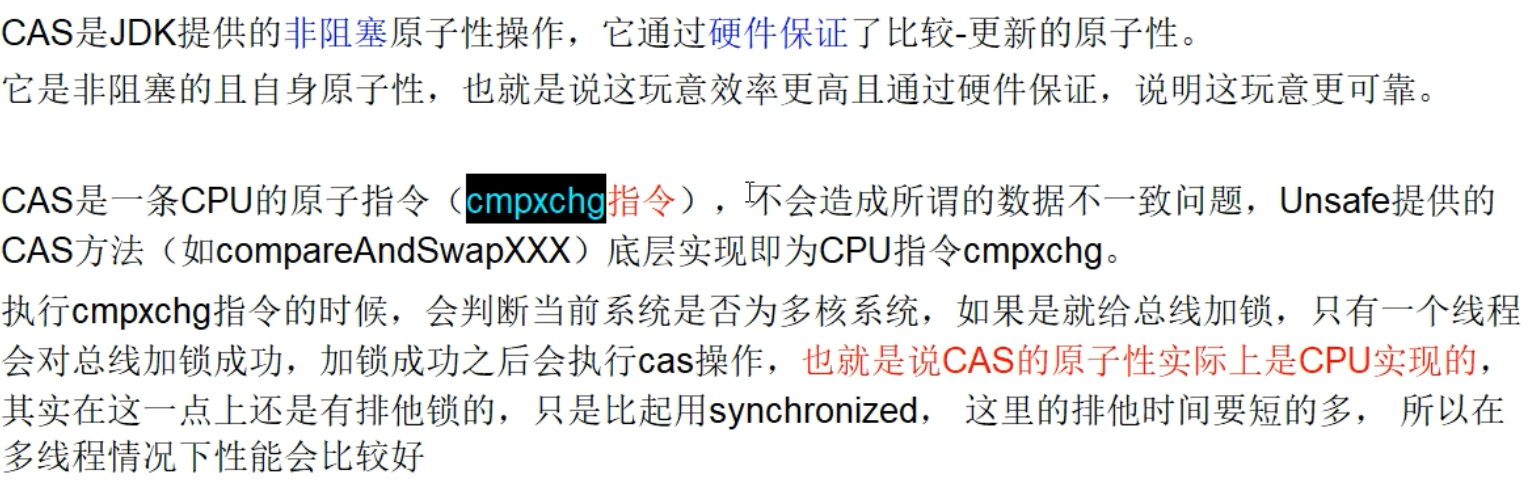 CAS是JDK提供的非阻塞原子性操作，它通过硬件保证了比较-更新的原子性。
它是非阻塞的且自身原子性，也就是说这玩意效率更高且通过硬件保证，说明这玩意更可靠。
CAS是一条CPU的原子指令（cmpxchg指令），不会造成所谓的数据不一致问题，Unsafe提供的
CAS方法（如compareAndSwapXXX）底层实现即为CPU指令cmpxchg。
执行cmpxchg指令的时候，会判断当前系统是否为多核系统，如果是就给总线加锁，只有一个线程
会对总线加锁成功，加锁成功之后会执行cas操作，也就是说CAS的原子性实际上是CPU实现的，
其实在这一点上还是有排他锁的，只是比起用synchronized， 这里的排他时间要短的多， 所以在
多线程情况下性能会比较好